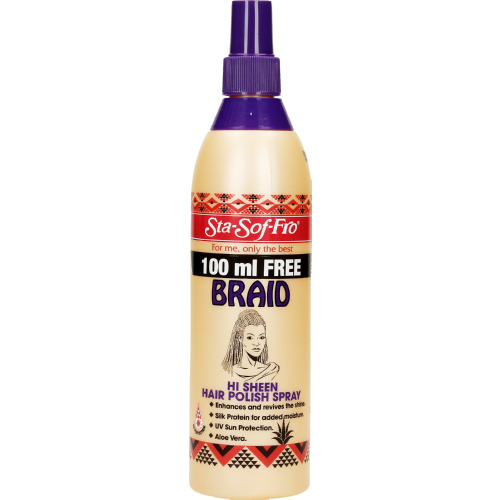 Sta-Sof-Fro®
For me, only the best
100 ml FREE
BRAID
HI SHEEN
HAIR POLISH SPRAY
♦ Enhances and revives the shine.
♦ Silk Protein for added moisture.
♦ UV Sun Protection.
♦ Aloe Vera.